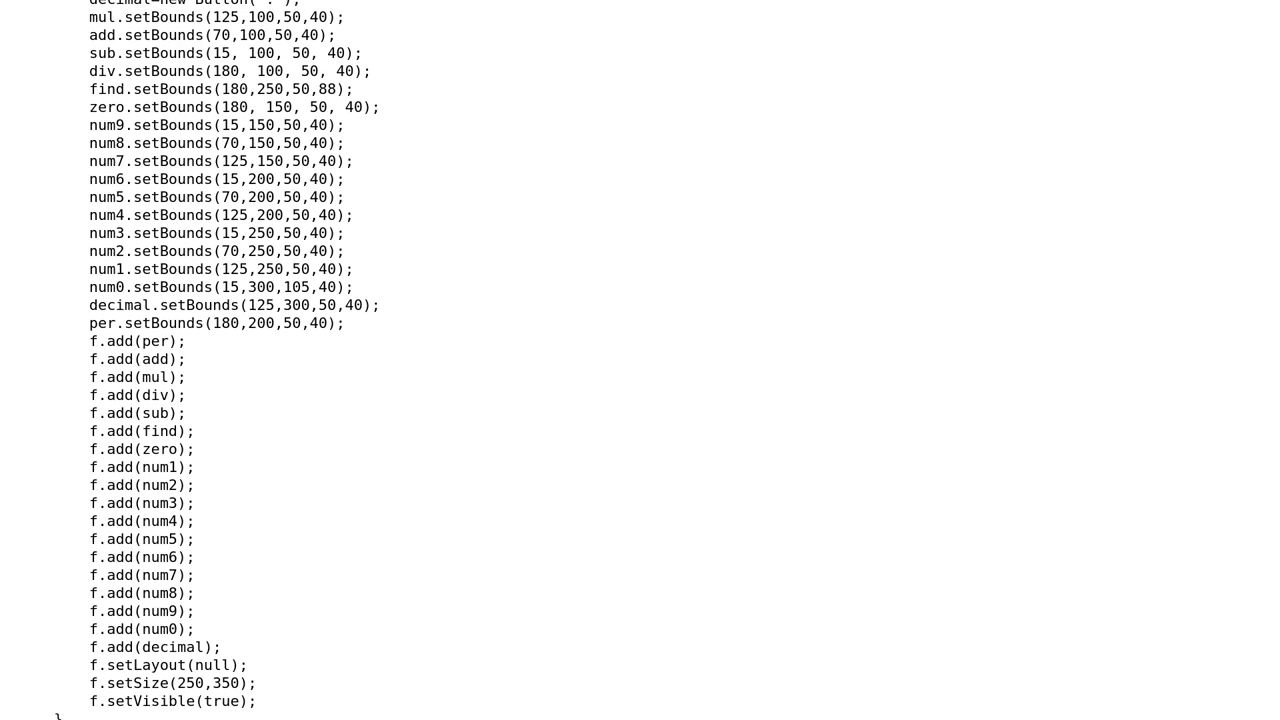 decimal=new Button(".");
mul.setBounds(125,100,50,40);
add.setBounds(70,100,50,40);
sub.setBounds(15, 100, 50, 40);
div.setBounds(180, 100, 50, 40);
find.setBounds(180,250,50,88);
zero.setBounds(180, 150, 50, 40);
num9.setBounds(15,150,50,40);
num8.setBounds(70,150,50,40);
num7.setBounds(125,150,50,40);
num6.setBounds(15,200,50,40);
num5.setBounds(70,200,50,40);
num4.setBounds(125,200,50,40);
num3.setBounds(15,250,50,40);
num2.setBounds(70,250,50,40);
num1.setBounds(125,250,50,40);
num0.setBounds(15,300,105,40);
decimal.setBounds(125,300,50,40);
per.setBounds(180,200,50,40);
f.add(per);
f.add(add);
f.add(mul);
f.add(div);
f.add(sub);
f.add(find);
f.add(zero);
f.add(num1);
f.add(num2);
f.add(num3);
f.add(num4);
f.add(num5);
f.add(num6);
f.add(num7);
f.add(num8);
f.add(num9);
f.add(num0);
f.add(decimal);
f.setLayout(null);
f.setSize(250,350);
f.setVisible(true);
}